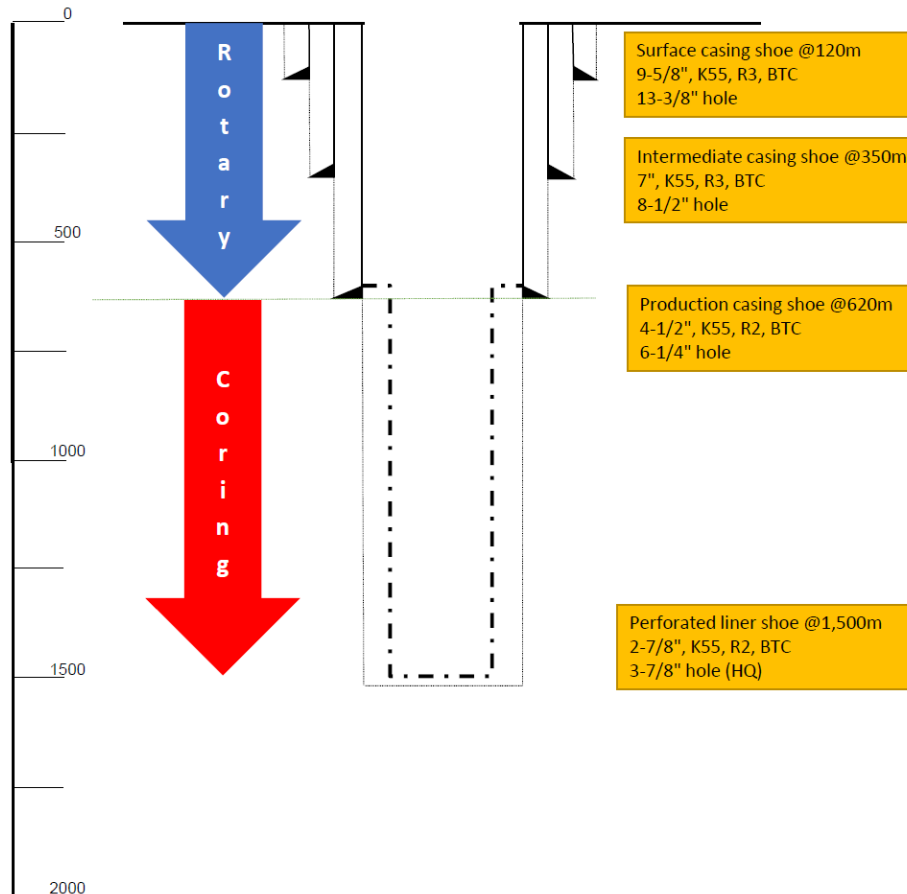 0
500
1000
1500
2000
Rotary
Coring
Surface casing shoe @120m
9-5/8", K55, R3, BTC
13-3/8" hole
Intermediate casing shoe @350m
7", K55, R3, BTC
8-1/2" hole
Production casing shoe @620m
4-1/2", K55, R2, BTC
6-1/4" hole
Perforated liner shoe @1,500m
2-7/8", K55, R2, BTC
3-7/8" hole (HQ)